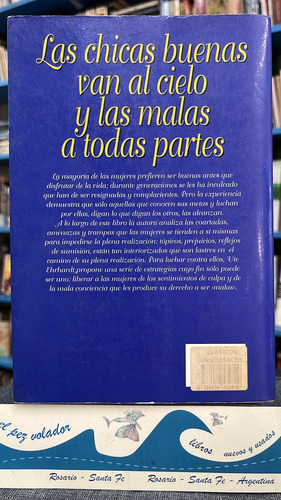 Las chicas buenas
van al cielo
y las malas
a todas partes
La mayoría de las mujeres prefieren ser buenas antes que
disfrutar de la vida; durante generaciones se les ha inculcado
que han de ser resignadas y complacientes. Pero la experiencia
demuestra que sólo aquellas que conocen sus metas y luchan
por ellas, digan lo que digan los otros, las alcanzan.
A lo largo de este libro la autora analiza las coartadas,
amenazas y trampas que las mujeres se tienden a sí mismas
para impedirse la plena realización; tópicos, prejuicios, reflejos
de sumisión, están tan interiorizados que son lastres en el
camino de su plena realización. Para luchar contra ellos, Ute
Ehrhardt propone una serie de estrategias cuyo fin sólo puede
ser uno: liberar a las mujeres de los sentimientos de culpa y de
la mala conciencia que les produce su derecho a ser «malas».
CLASICOS
UNIVERSALES
el pez volador
libros nuevos y usados
Rosario - Santa Fe
Rosario - Santa Fe - Argentina